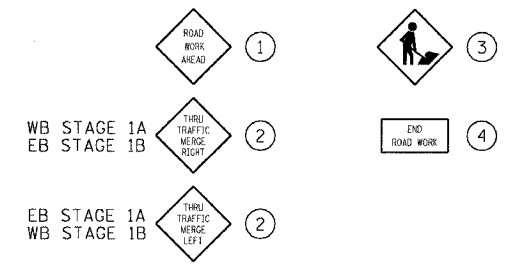 ROAD
WORK
AHEAD
1
3
WB STAGE 1A
EB STAGE 1B
THRU
TRAFFIC
MERGE
RIGHT
2
END
ROAD WORK
4
EB STAGE 1A
WB STAGE 1B
THRU
TRAFFIC
MERGE
LEFT
2